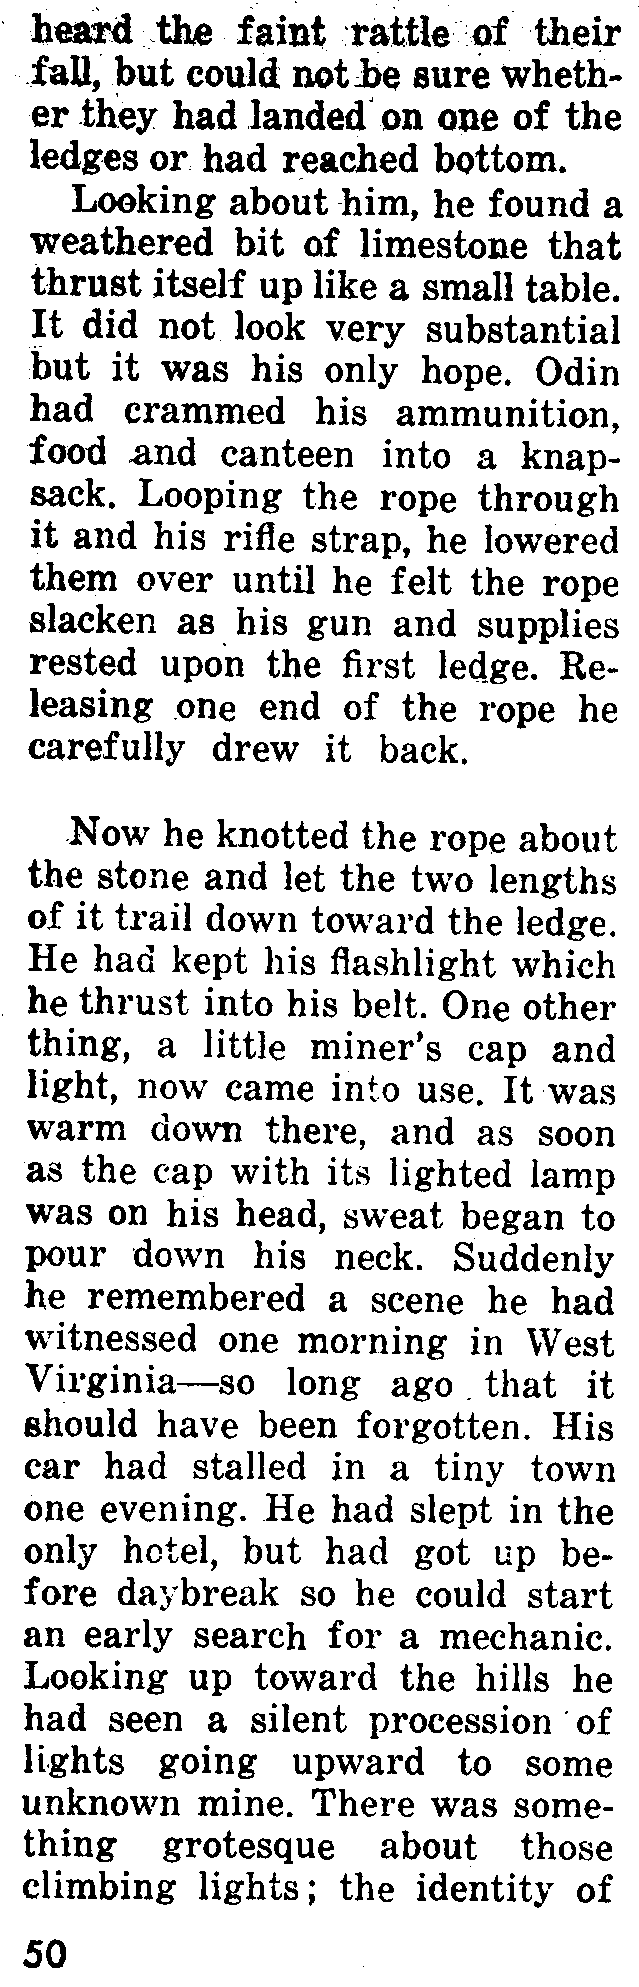 heard the faint rattle of their
fall, but could not be sure wheth-
er they had landed on one of the
ledges or had reached bottom.
Looking about him, he found a
weathered bit of limestone that
thrust itself up like a small table.
It did not look very substantial
but it was his only hope. Odin
had crammed his ammunition,
food and canteen into a knap-
sack. Looping the rope through
it and his rifle strap, he lowered
them over until he felt the rope
slacken as his gun and supplies
rested upon the first ledge. Re-
leasing one end of the rope he
carefully drew it back.
Now he knotted the rope about
the stone and let the two lengths
of it trail down toward the ledge.
He had kept his flashlight which
he thrust into his belt. One other
thing, a little miner's cap and
light, now came into use. It was
warm down there, and as soon
as the cap with its lighted lamp
was on his head, sweat began to
pour down his neck. Suddenly
he remembered a scene he had
witnessed one morning in West
Virginia—so long ago that it
should have been forgotten. His
car had stalled in a tiny town
one evening. He had slept in the
only hotel, but had got up be-
fore daybreak so he could start
an early search for a mechanic.
Looking up toward the hills he
had seen a silent procession of
lights going upward to some
unknown mine. There was some-
thing grotesque about those
climbing lights; the identity of
50